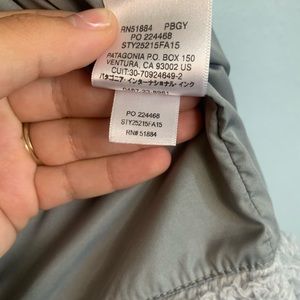 RN51884 PBGY
PO 224468
STY25215FA15
PATAGONIA P.O. BOX 150
VENTURA, CA 93002 US
CUIT:30-70924649-2
パタゴニア・インターナショナル・インク
PO 224468
STY25215FA15
RN# 51884